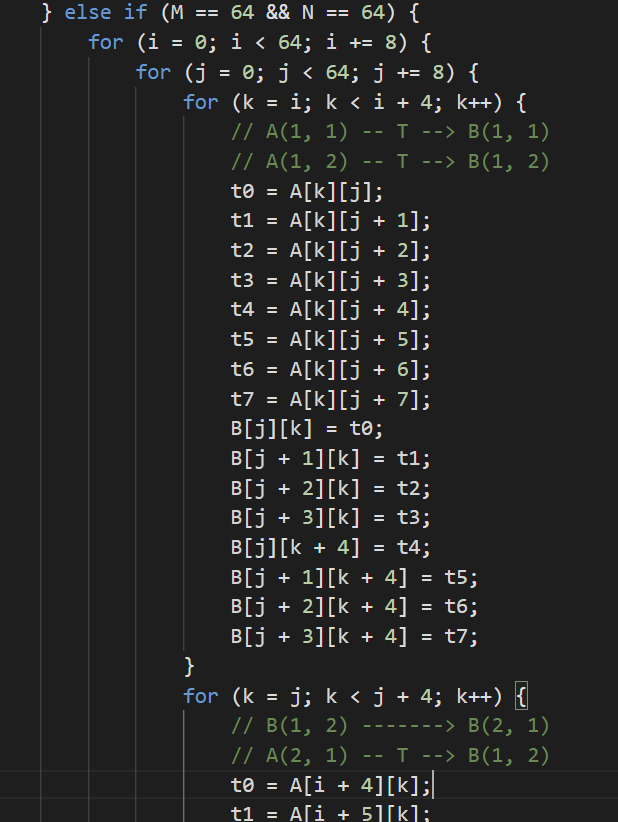 } else if (M == 64 && N == 64) {
for (i = 0; i < 64; i += 8) {
for (j = 0; j < 64; j += 8) {
for (k = i; k < i + 4; k++) {
// A(1, 1) -- T --> B(1, 1)
// A(1, 2) -- T --> B(1, 2)
t0 = A[k][j];
t1 = A[k][j + 1];
t2 = A[k][j + 2];
t3 = A[k][j + 3];
t4 = A[k][j + 4];
t5 = A[k][j + 5];
t6 = A[k][j + 6];
t7 = A[k][j + 7];
B[j][k] = t0;
B[j + 1][k] = t1;
B[j + 2][k] = t2;
B[j + 3][k] = t3;
B[j][k + 4] = t4;
B[j + 1][k + 4] = t5;
B[j + 2][k + 4] = t6;
B[j + 3][k + 4] = t7;
}
for (k = j; k < j + 4; k++) {
// B(1, 2) -------> B(2, 1)
// A(2, 1) -- T --> B(1, 2)
t0 = A[i + 4][k];
t1 = A[i + 5][k];